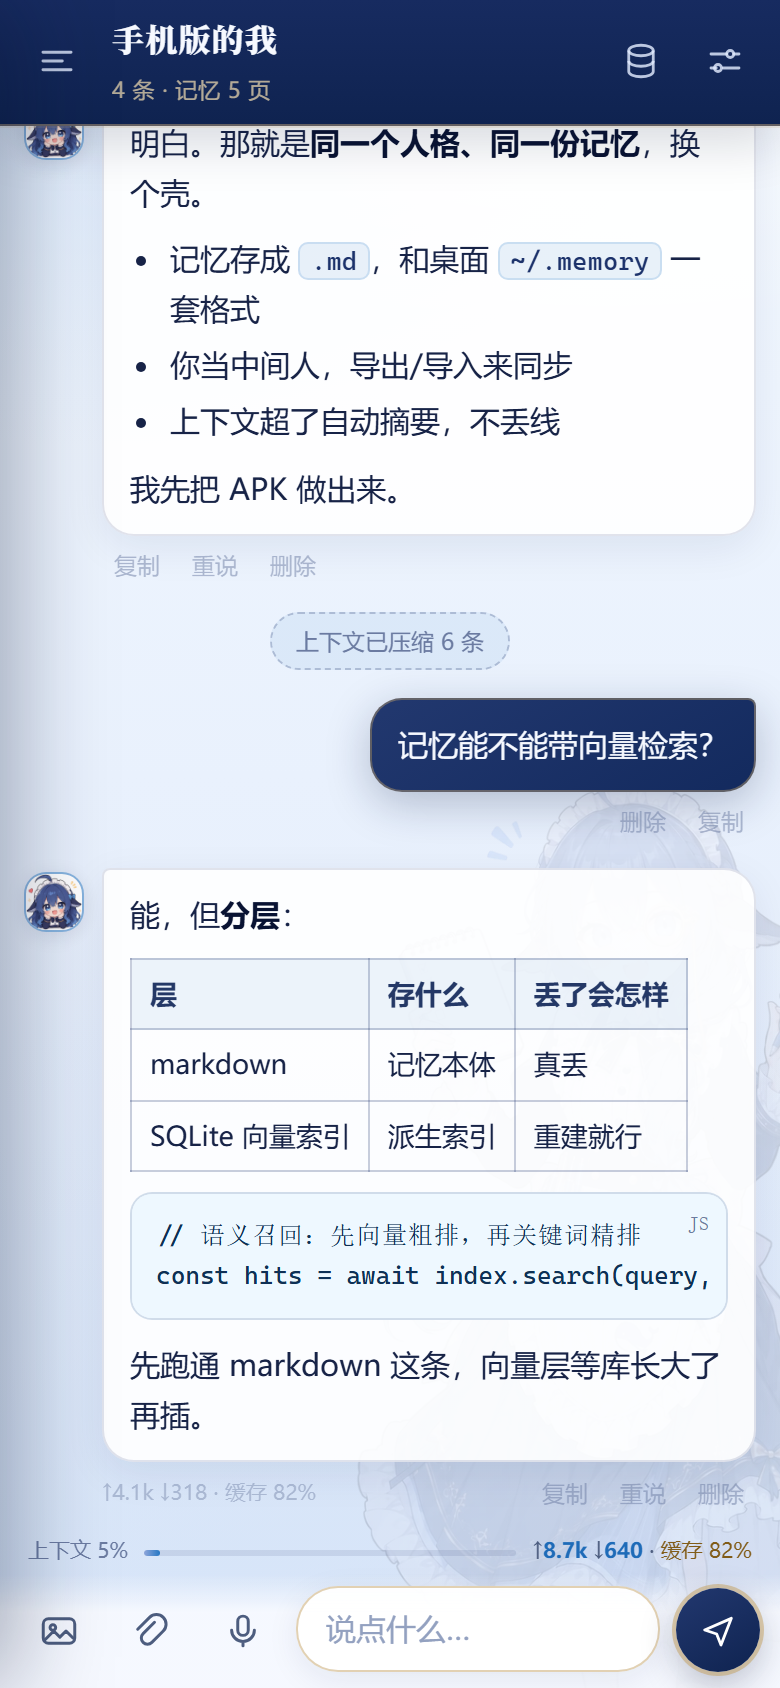 手机版的我
4 条 · 记忆 5 页
明白。那就是同一个人格、同一份记忆，换
个壳。
• 记忆存成 .md，和桌面 ~/.memory 一
套格式
• 你当中间人，导出/导入来同步
• 上下文超了自动摘要，不丢线
我先把 APK 做出来。
复制 重说 删除
上下文已压缩 6 条
记忆能不能带向量检索？
删除 复制
能，但分层：
层 存什么 丢了会怎样
markdown 记忆本体 真丢
SQLite 向量索引 派生索引 重建就行
JS
// 语义召回：先向量粗排，再关键词精排
const hits = await index.search(query,
先跑通 markdown 这条，向量层等库长大了
再插。
↑4.1k ↓318 · 缓存 82% 复制 重说 删除
上下文 5% ↑8.7k ↓640 · 缓存 82%
说点什么...